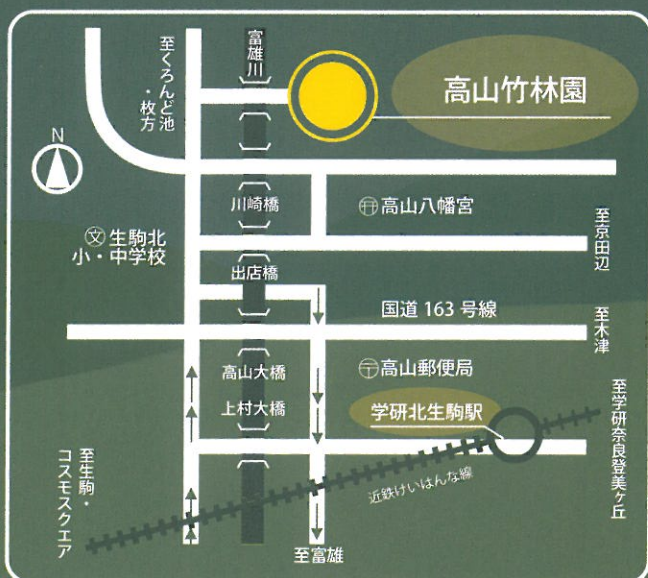 至くろんど池
・枚方
富雄川
高山竹林園
N
川崎橋
高山八幡宮
文 生駒北
小・中学校
至京田辺
出店橋
国道 163 号線
至木津
高山大橋
〒高山郵便局
上村大橋
学研北生駒駅
至学研奈良登美ヶ丘
至生駒・
コスモスクエア
近鉄けいはんな線
至富雄